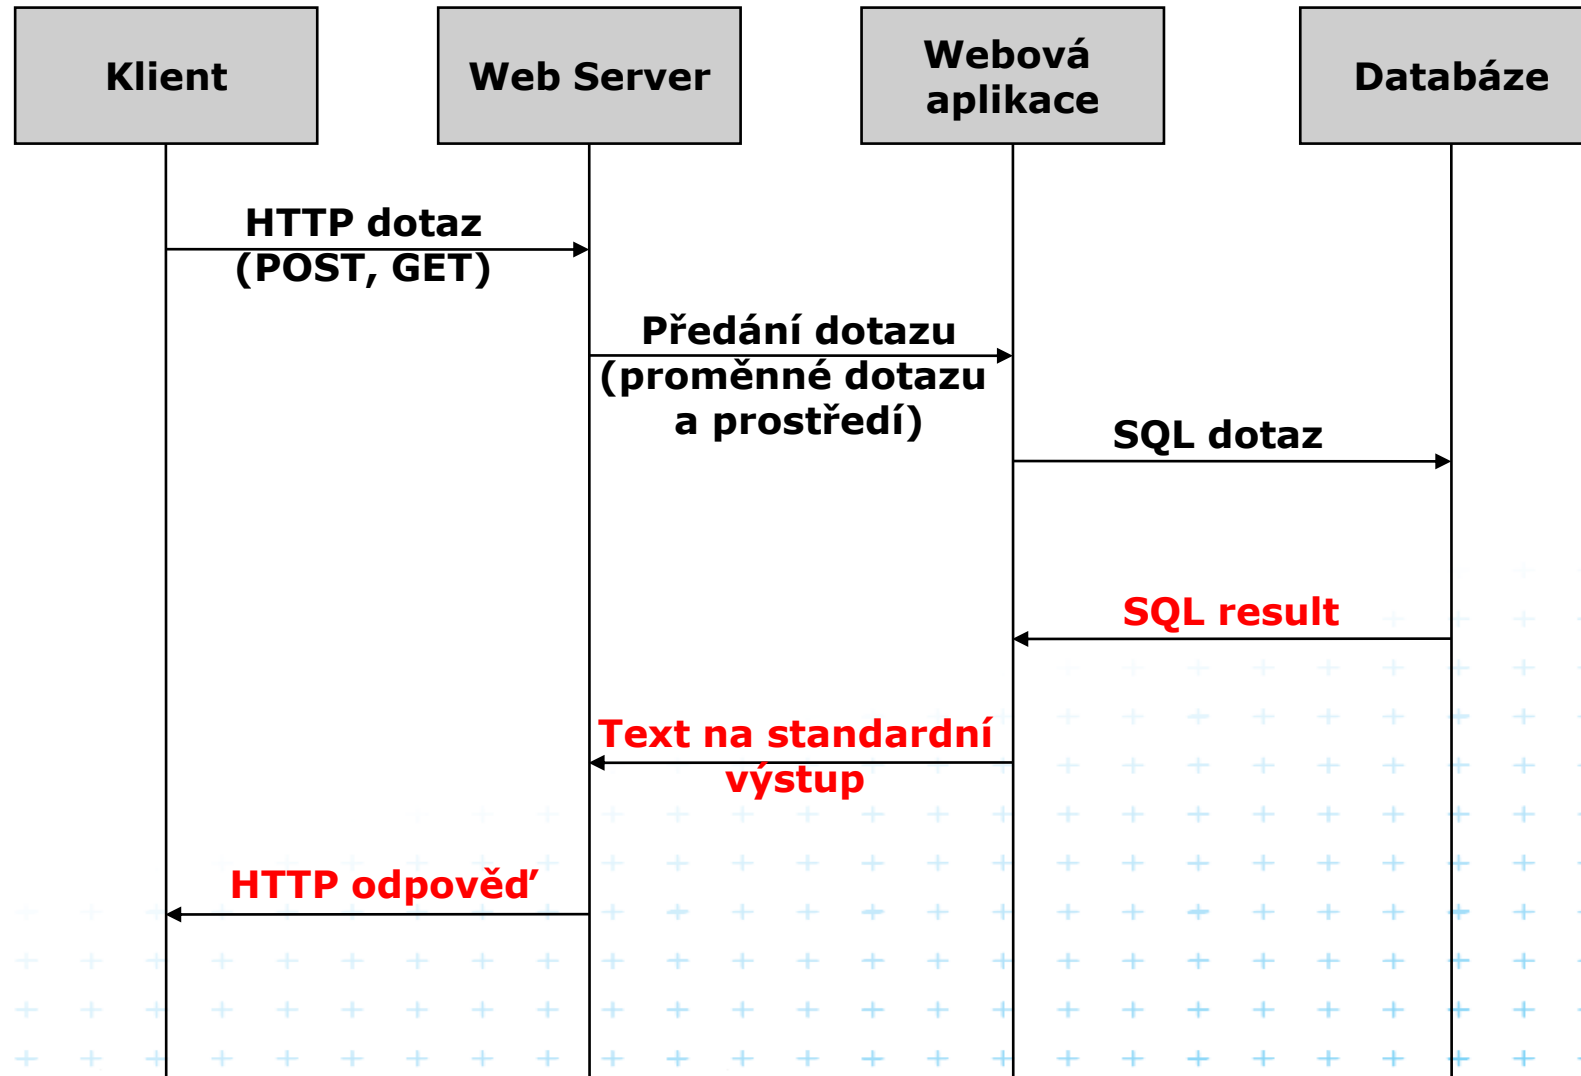 Klient
Web Server
Webová
aplikace
Databáze
HTTP dotaz
(POST, GET)
Předání dotazu
(proměnné dotazu
a prostředí)
SQL dotaz
SQL result
Text na standardní
výstup
HTTP odpověď